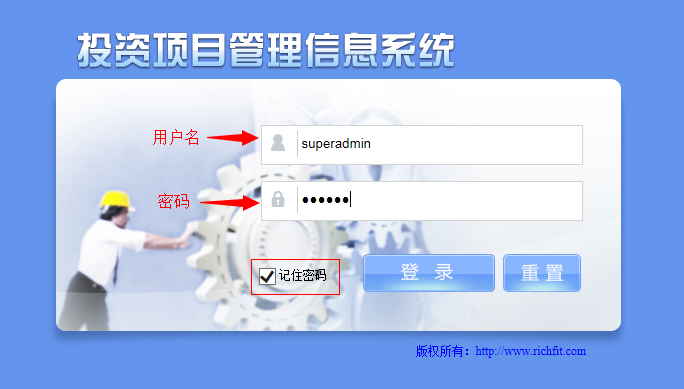 投资项目管理信息系统
用户名
superadmin
密码
●●●●●●
记住密码
登 录
重 置
版权所有：http://www.richfit.com